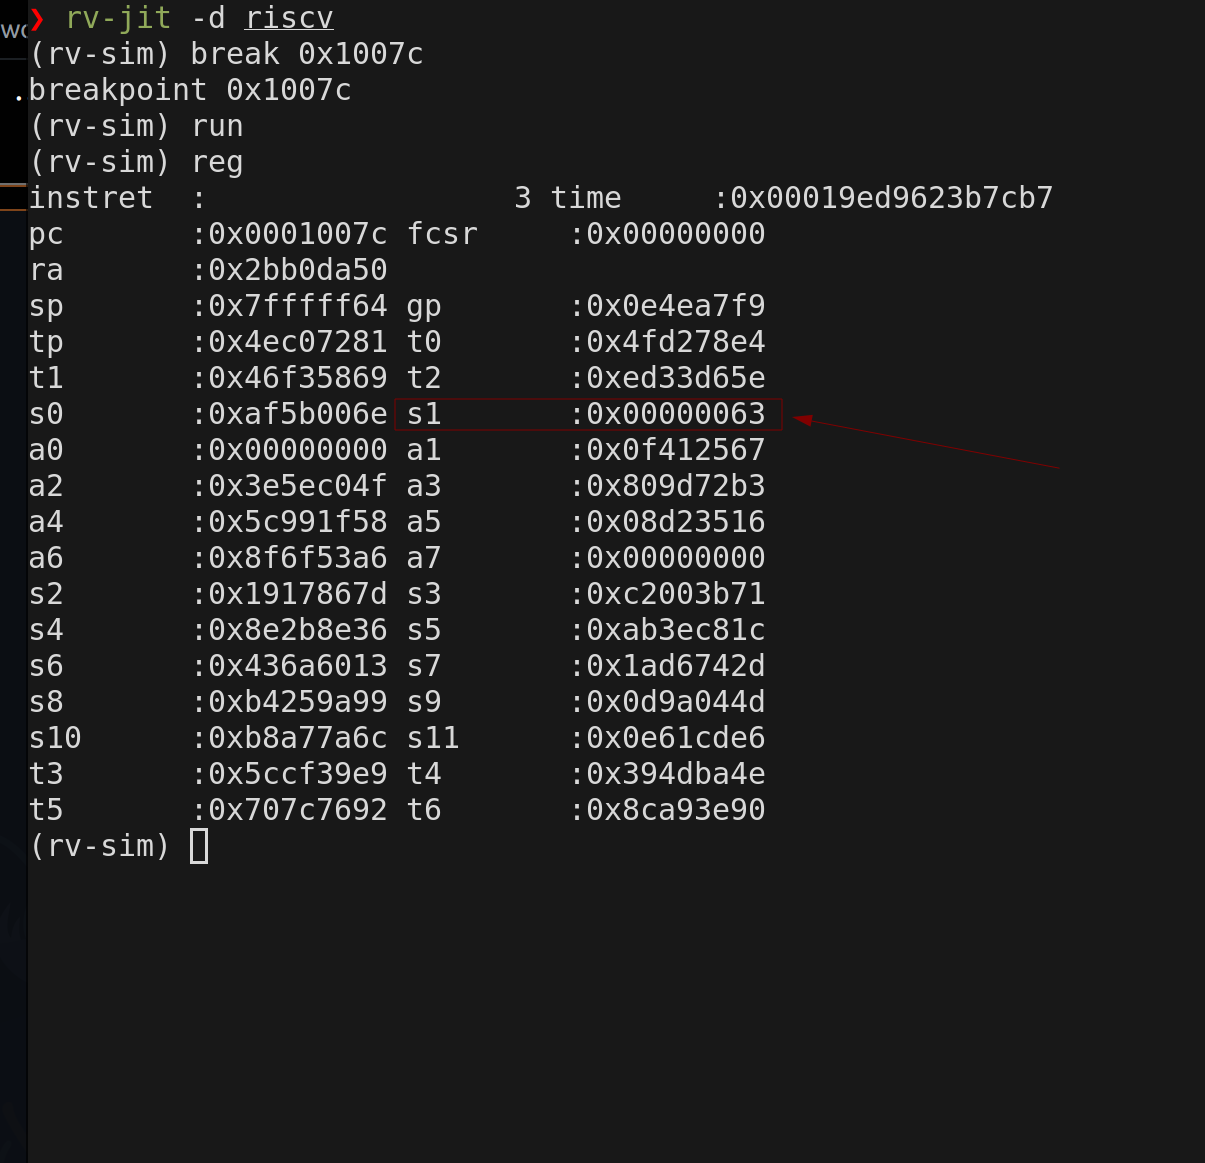 ❯ rv-jit -d riscv
(rv-sim) break 0x1007c
breakpoint 0x1007c
(rv-sim) run
(rv-sim) reg
instret  :                 3 time     :0x00019ed9623b7cb7
pc       :0x0001007c fcsr     :0x00000000
ra       :0x2bb0da50
sp       :0x7fffff64 gp       :0x0e4ea7f9
tp       :0x4ec07281 t0       :0x4fd278e4
t1       :0x46f35869 t2       :0xed33d65e
s0       :0xaf5b006e s1       :0x00000063
a0       :0x00000000 a1       :0x0f412567
a2       :0x3e5ec04f a3       :0x809d72b3
a4       :0x5c991f58 a5       :0x08d23516
a6       :0x8f6f53a6 a7       :0x00000000
s2       :0x1917867d s3       :0xc2003b71
s4       :0x8e2b8e36 s5       :0xab3ec81c
s6       :0x436a6013 s7       :0x1ad6742d
s8       :0xb4259a99 s9       :0x0d9a044d
s10      :0xb8a77a6c s11      :0x0e61cde6
t3       :0x5ccf39e9 t4       :0x394dba4e
t5       :0x707c7692 t6       :0x8ca93e90
(rv-sim)